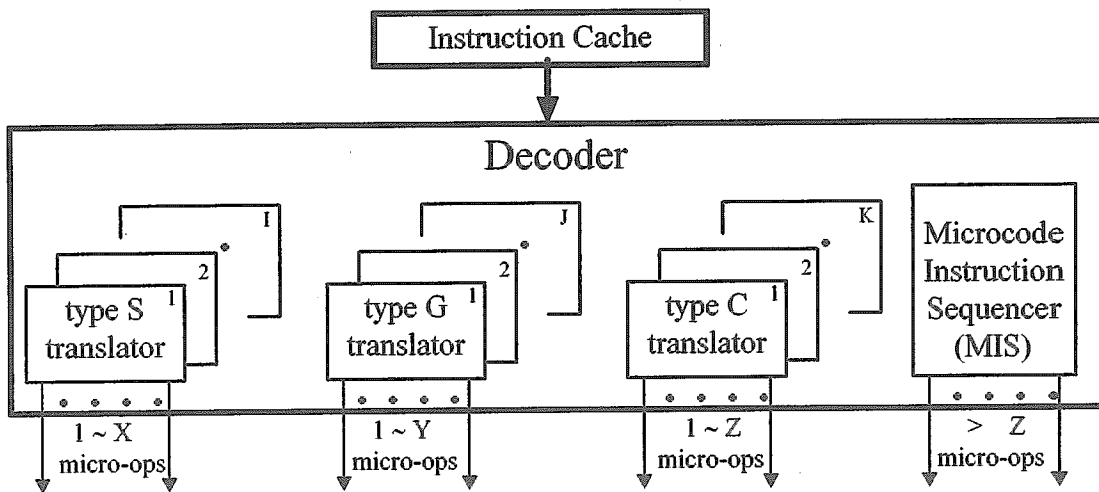 Instruction Cache
Decoder
I
2
1
type S
translator
J
2
1
type G
translator
K
2
1
type C
translator
Microcode
Instruction
Sequencer
(MIS)
1 ~ X
micro-ops
1 ~ Y
micro-ops
1 ~ Z
micro-ops
> Z
micro-ops